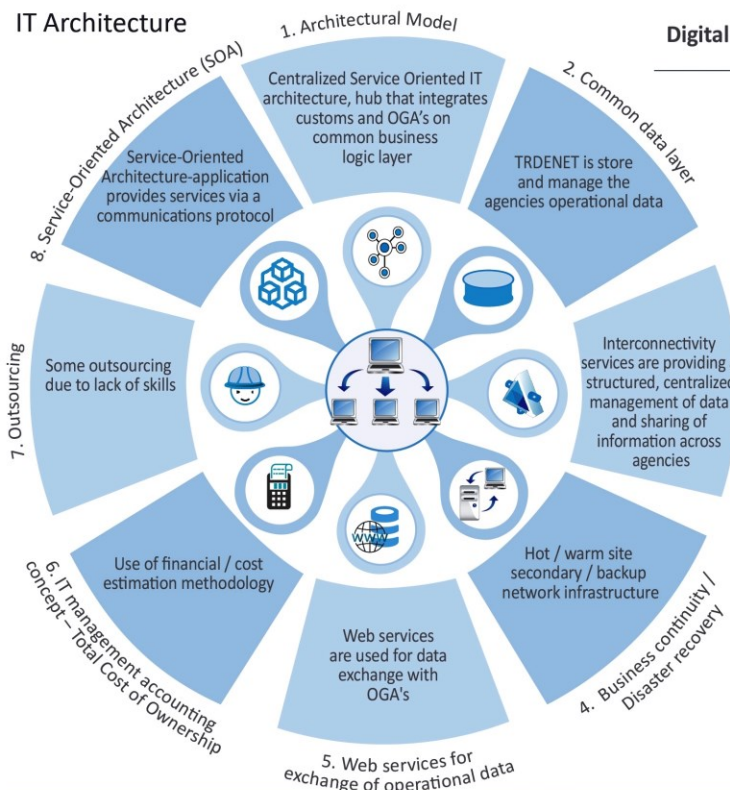 IT Architecture
Digital
1. Architectural Model
Centralized Service Oriented IT
architecture, hub that integrates
customs and OGA's on
common business
logic layer
2. Common data layer
TRDENET is store
and manage the
agencies operational data
Interconnectivity
services are providing
structured, centralized
management of data
and sharing of
information across
agencies
4. Business continuity /
Disaster recovery
Hot / warm site
secondary / backup
network infrastructure
5. Web services for
exchange of operational data
Web services
are used for data
exchange with
OGA's
6. IT management accounting
concept – Total Cost of
Ownership
Use of financial / cost
estimation methodology
7. Outsourcing
Some outsourcing
due to lack of skills
8. Service-Oriented Architecture (SOA)
Service-Oriented
Architecture-application
provides services via a
communications protocol
WWW